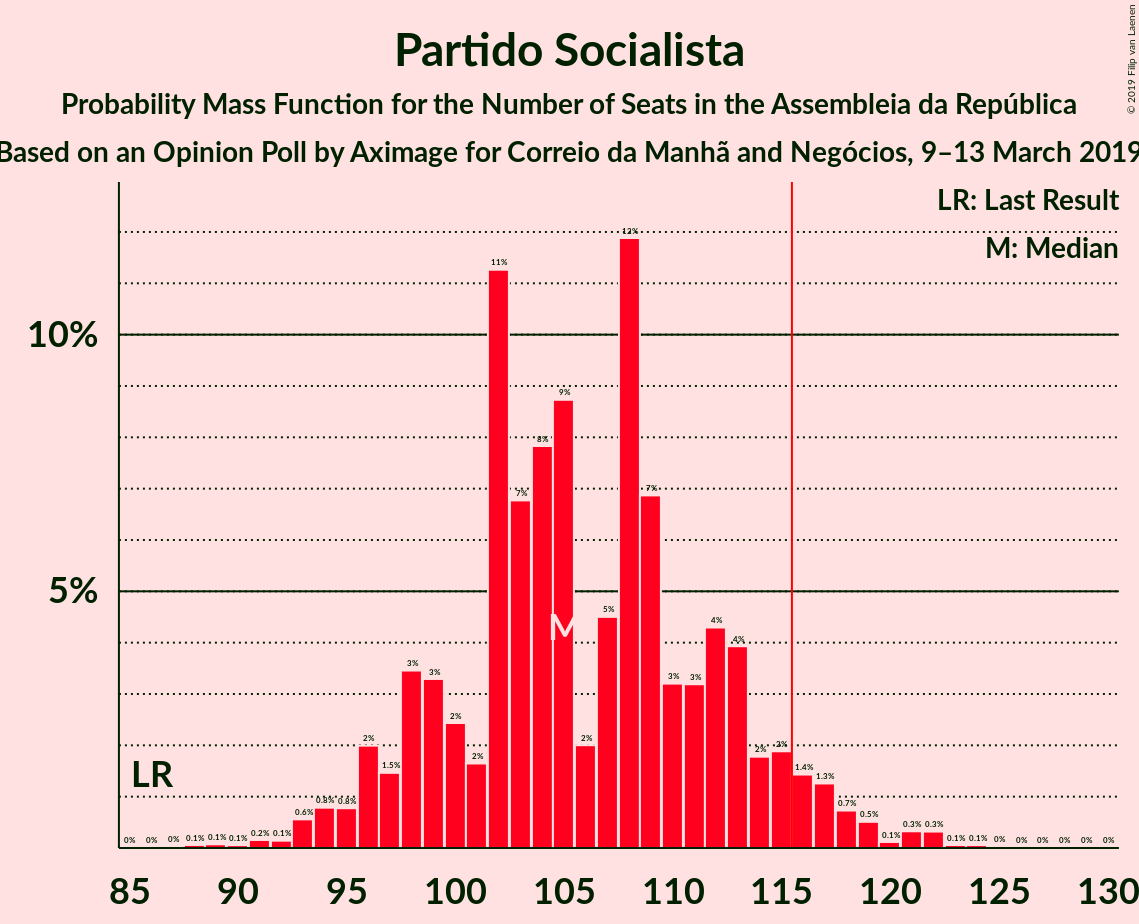 Partido Socialista
Probability Mass Function for the Number of Seats in the Assembleia da República
Based on an Opinion Poll by Aximage for Correio da Manhã and Negócios, 9–13 March 2019
© 2019 Filip van Laenen
LR: Last Result
M: Median
10%
5%
LR
M
0% 0% 0% 0.1% 0.1% 0.1% 0.2% 0.1% 0.6% 0.8% 0.8% 2% 1.5% 3% 3% 2% 2% 11% 7% 8% 9% 2% 5% 12% 7% 3% 3% 4% 4% 2% 2% 1.4% 1.3% 0.7% 0.5% 0.1% 0.3% 0.3% 0.1% 0.1% 0% 0% 0% 0% 0% 0%
85 90 95 100 105 110 115 120 125 130